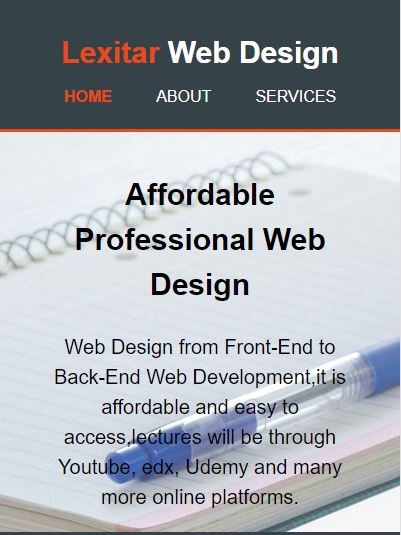 Lexitar Web Design
HOME ABOUT SERVICES
Affordable
Professional Web
Design
Web Design from Front-End to
Back-End Web Development,it is
affordable and easy to
access,lectures will be through
Youtube, edx, Udemy and many
more online platforms.